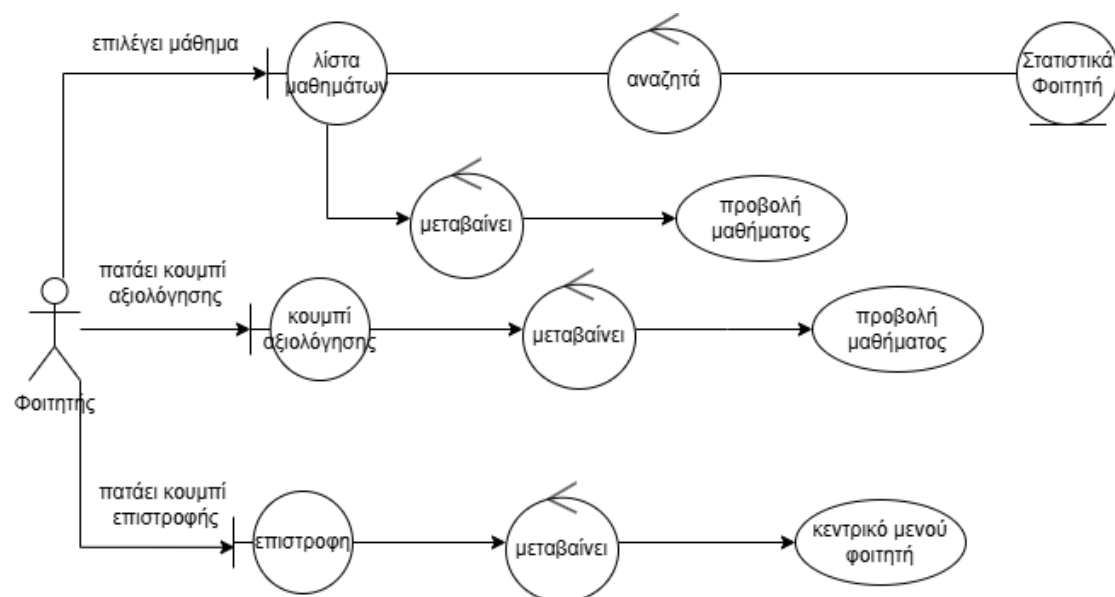 επιλέγει μάθημα
λίστα
μαθημάτων
αναζητά
Στατιστικά
Φοιτητή
μεταβαίνει
προβολή
μαθήματος
πατάει κουμπί
αξιολόγησης
κουμπί
αξιολόγησης
μεταβαίνει
προβολή
μαθήματος
Φοιτητής
πατάει κουμπί
επιστροφής
επιστροφη
μεταβαίνει
κεντρικό μενού
φοιτητή